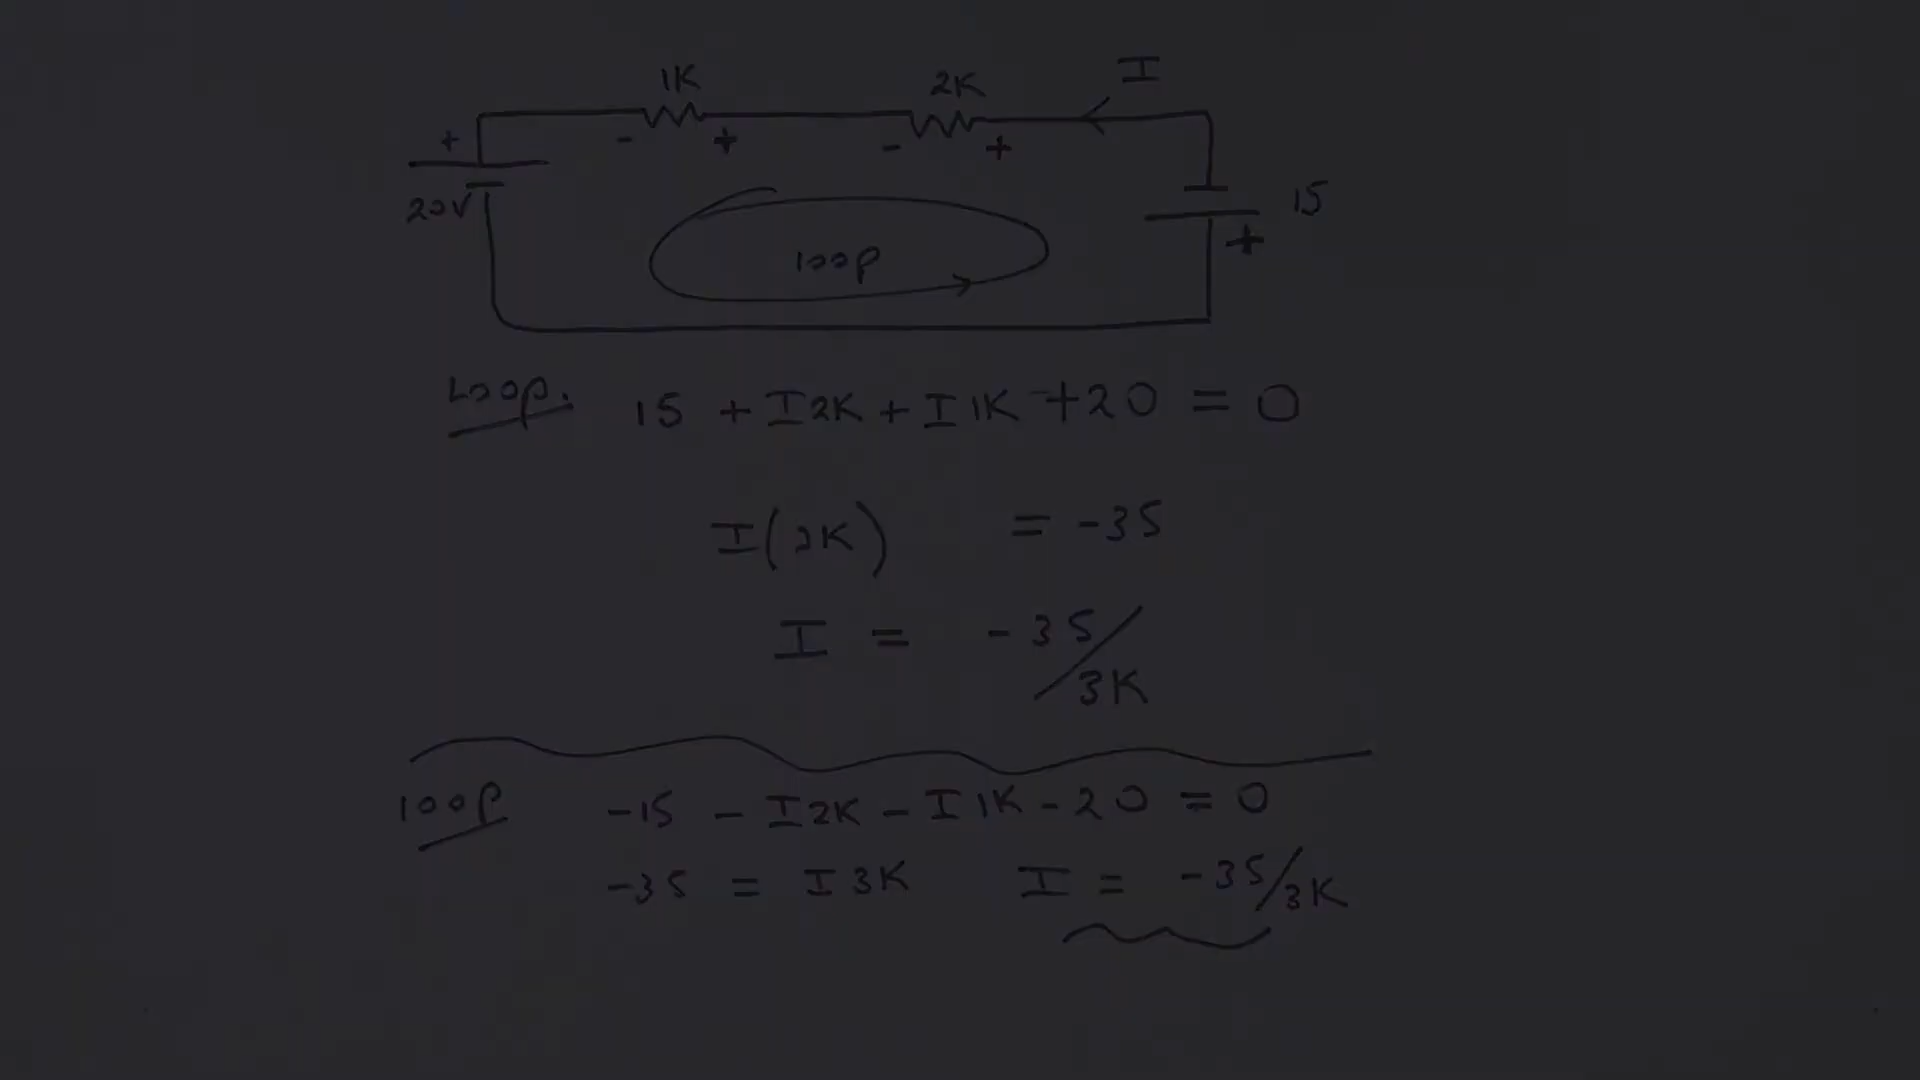 1K
2K
I
+
- +
- +
20V
15
+
loop
Loop.
15 + I2K + I1K +20 = 0
I(2K) = -35
I = -35/3K
loop
-15 - I2K - I1K - 20 = 0
-35 = I3K I = -35/3K